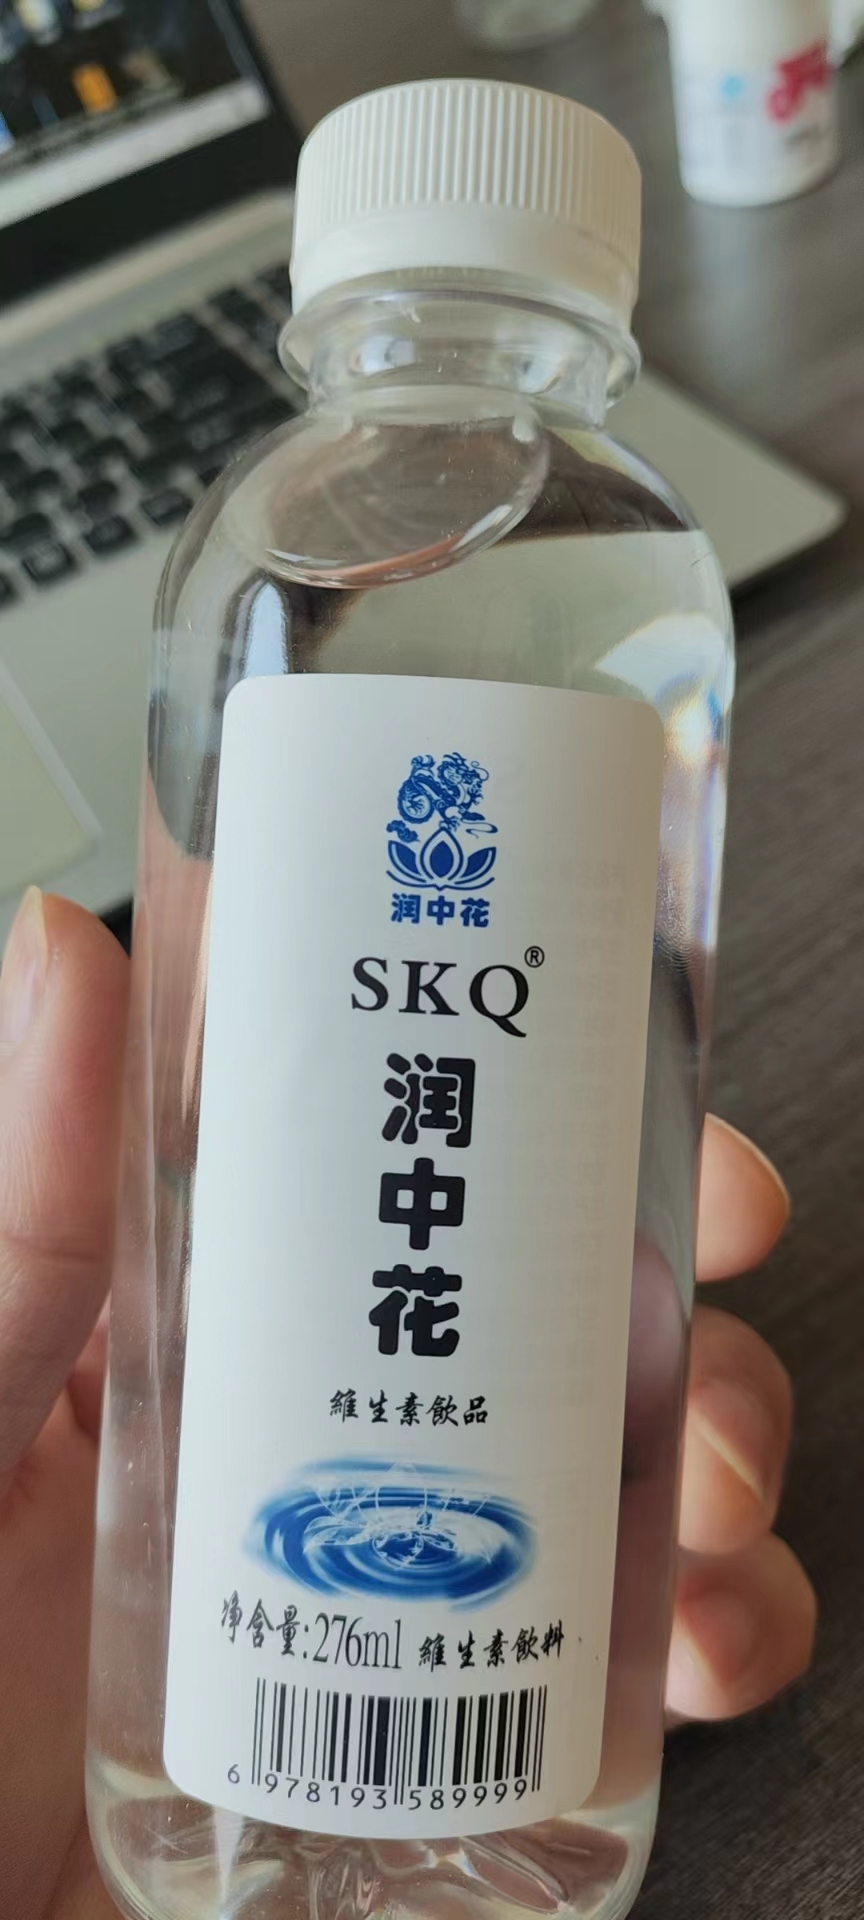 润中花
SKQ®
润
中
花
維生素飲品
净含量:276ml 維生素飲料
6 978193 589999